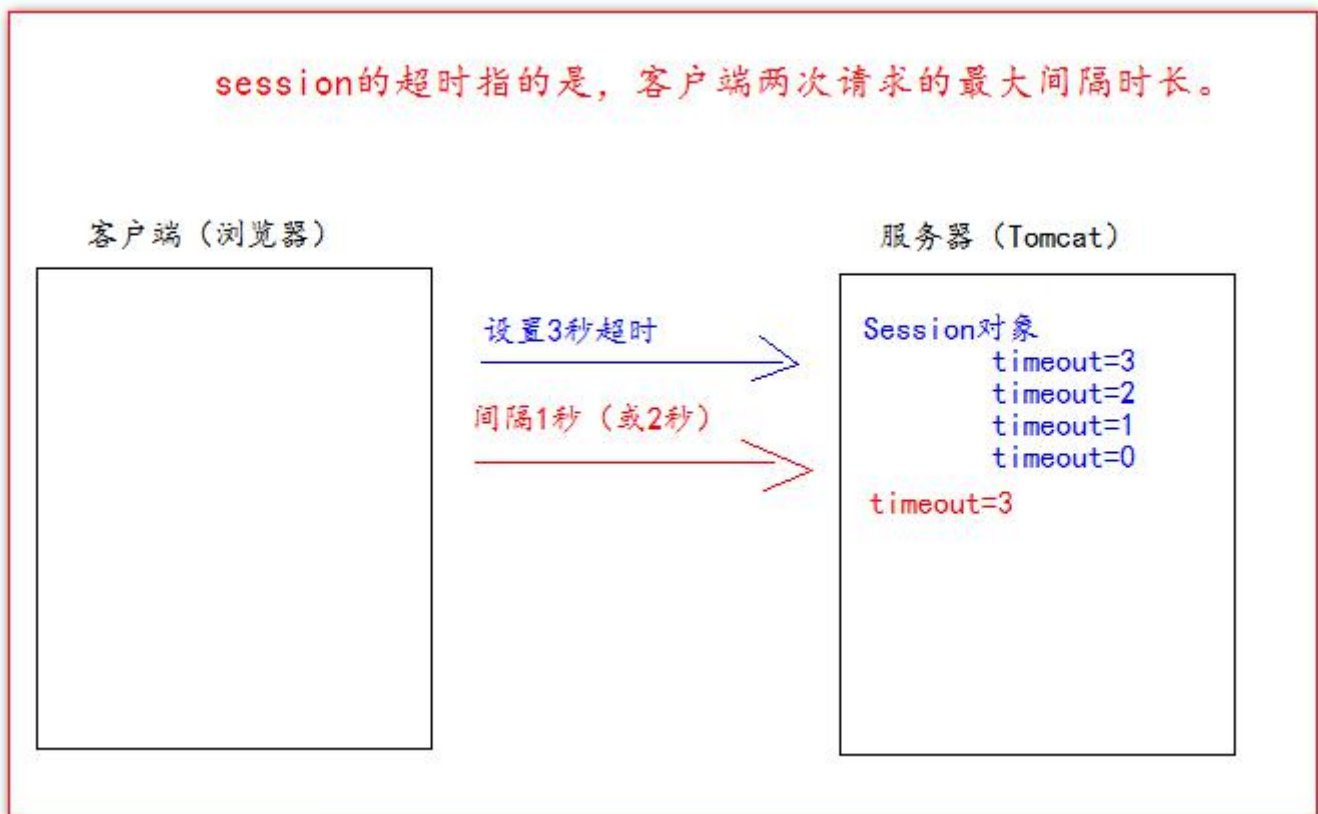 session的超时指的是，客户端两次请求的最大间隔时长。
客户端（浏览器）
服务器（Tomcat）
设置3秒超时
间隔1秒（或2秒）
Session对象
timeout=3
timeout=2
timeout=1
timeout=0
timeout=3